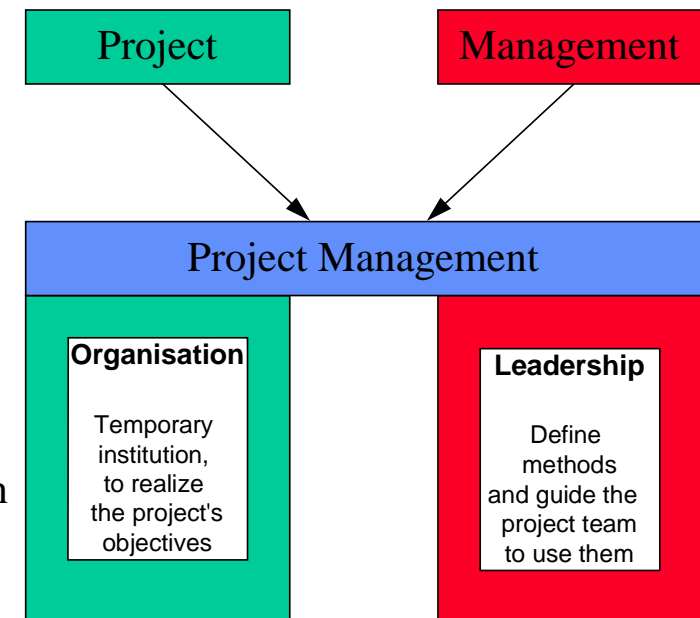 Project
Management
Project Management
Organisation
Temporary
institution,
to realize
the project's
objectives
Leadership
Define
methods
and guide the
project team
to use them